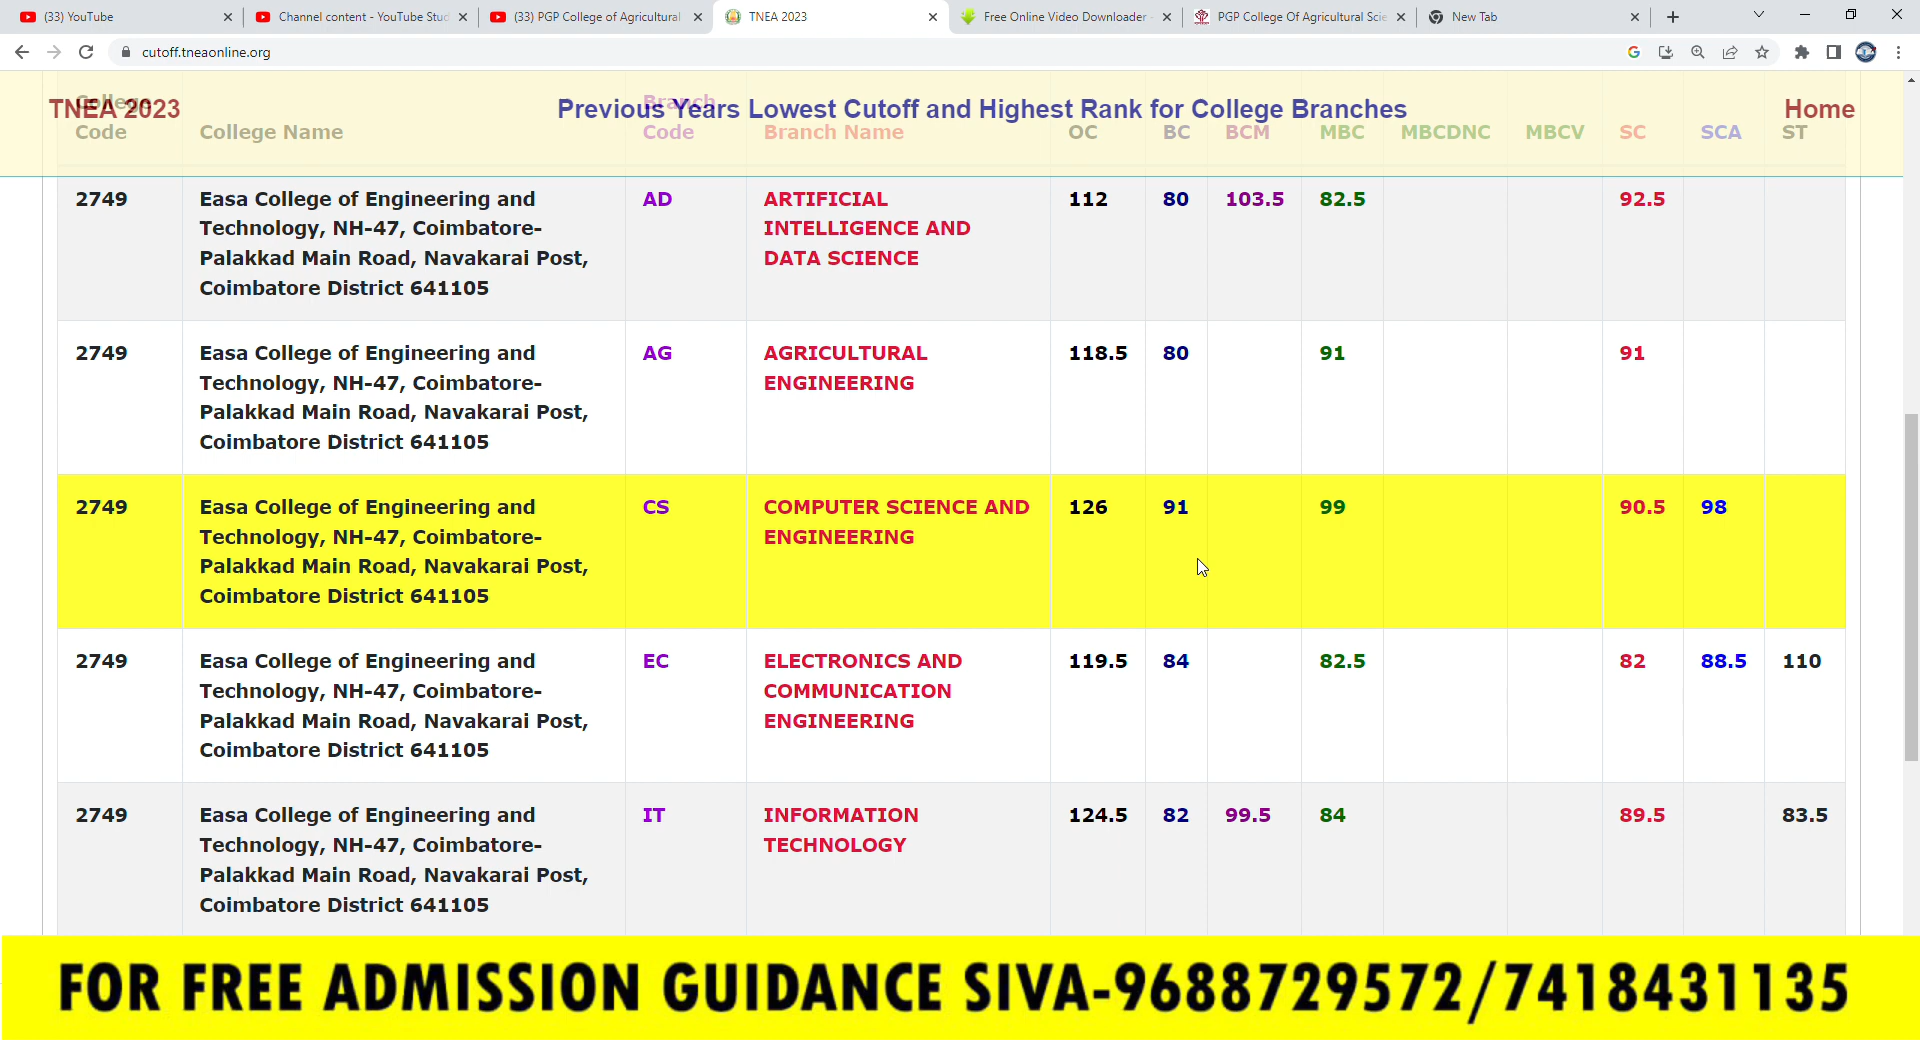 (33) YouTube
Channel content - YouTube Stud
(33) PGP College of Agricultural
TNEA 2023
Free Online Video Downloader -
PGP College Of Agricultural Scie
New Tab
cutoff.tneaonline.org
TNEA 2023
Previous Years Lowest Cutoff and Highest Rank for College Branches
Home
College Code
College Name
Branch Code
Branch Name
OC BC BCM MBC MBCDNC MBCV SC SCA ST
2749 Easa College of Engineering and AD ARTIFICIAL 112 80 103.5 82.5 92.5
Technology, NH-47, Coimbatore- INTELLIGENCE AND
Palakkad Main Road, Navakarai Post, DATA SCIENCE
Coimbatore District 641105
2749 Easa College of Engineering and AG AGRICULTURAL 118.5 80 91 91
Technology, NH-47, Coimbatore- ENGINEERING
Palakkad Main Road, Navakarai Post,
Coimbatore District 641105
2749 Easa College of Engineering and CS COMPUTER SCIENCE AND 126 91 99 90.5 98
Technology, NH-47, Coimbatore- ENGINEERING
Palakkad Main Road, Navakarai Post,
Coimbatore District 641105
2749 Easa College of Engineering and EC ELECTRONICS AND 119.5 84 82.5 82 88.5 110
Technology, NH-47, Coimbatore- COMMUNICATION
Palakkad Main Road, Navakarai Post, ENGINEERING
Coimbatore District 641105
2749 Easa College of Engineering and IT INFORMATION 124.5 82 99.5 84 89.5 83.5
Technology, NH-47, Coimbatore- TECHNOLOGY
Palakkad Main Road, Navakarai Post,
Coimbatore District 641105
FOR FREE ADMISSION GUIDANCE SIVA-9688729572/7418431135